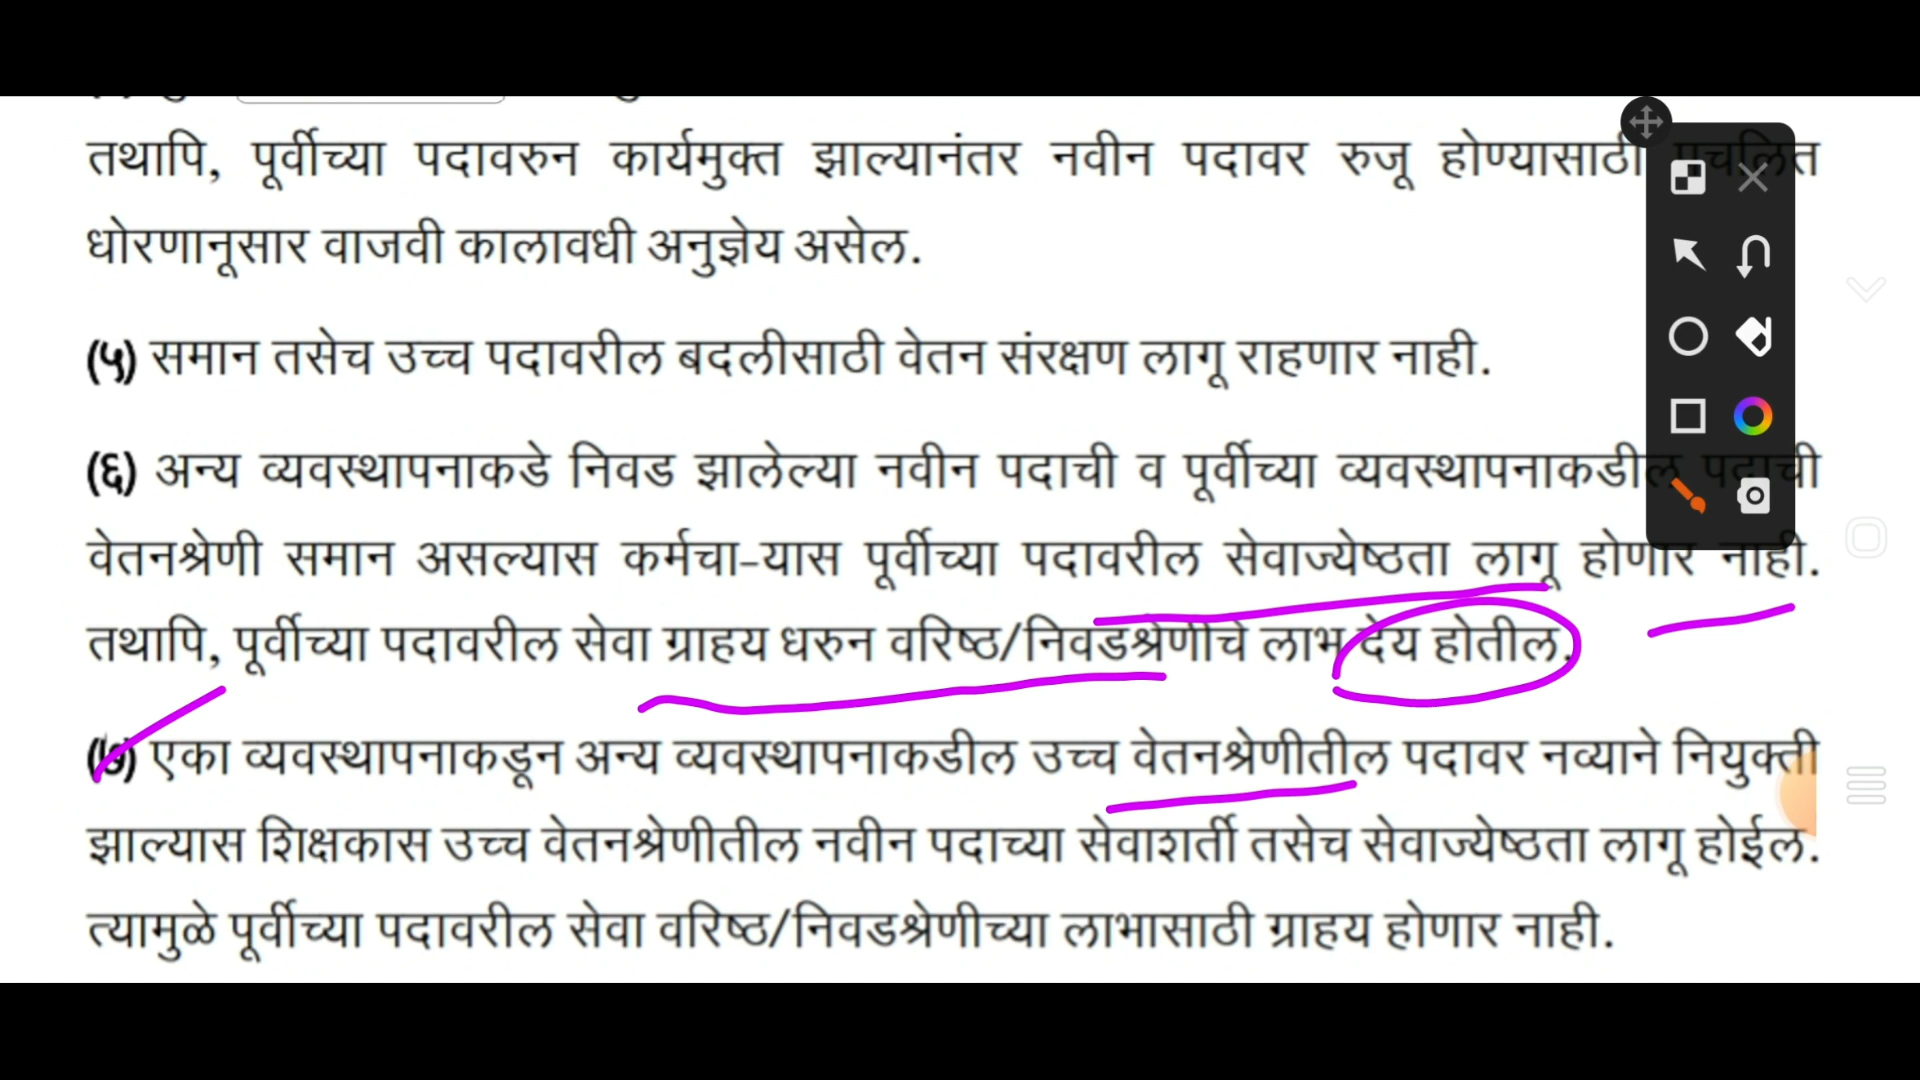 तथापि, पूर्वीच्या पदावरुन कार्यमुक्त झाल्यानंतर नवीन पदावर रुजू होण्यासाठी प्रचलित
धोरणानूसार वाजवी कालावधी अनुज्ञेय असेल.
(५) समान तसेच उच्च पदावरील बदलीसाठी वेतन संरक्षण लागू राहणार नाही.
(६) अन्य व्यवस्थापनाकडे निवड झालेल्या नवीन पदाची व पूर्वीच्या व्यवस्थापनाकडील पदाची
वेतनश्रेणी समान असल्यास कर्मचा-यास पूर्वीच्या पदावरील सेवाज्येष्ठता लागू होणार नाही.
तथापि, पूर्वीच्या पदावरील सेवा ग्राहय धरुन वरिष्ठ/निवडश्रेणीचे लाभ देय होतील.
(७) एका व्यवस्थापनाकडून अन्य व्यवस्थापनाकडील उच्च वेतनश्रेणीतील पदावर नव्याने नियुक्ती
झाल्यास शिक्षकास उच्च वेतनश्रेणीतील नवीन पदाच्या सेवाशर्ती तसेच सेवाज्येष्ठता लागू होईल.
त्यामुळे पूर्वीच्या पदावरील सेवा वरिष्ठ/निवडश्रेणीच्या लाभासाठी ग्राहय होणार नाही.